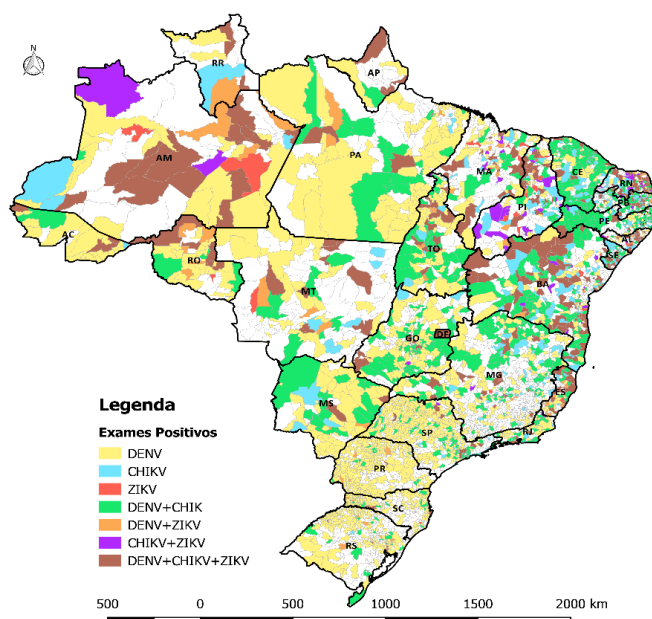 N
RR
AP
AM
PA
MA
CE
RN
PB
PE
PI
AL
SE
AC
TO
RO
BA
MT
GO
DF
MG
ES
MS
SP
RJ
PR
SC
RS
Legenda
Exames Positivos
DENV
CHIKV
ZIKV
DENV+CHIK
DENV+ZIKV
CHIKV+ZIKV
DENV+CHIKV+ZIKV
500 0 500 1000 1500 2000 km